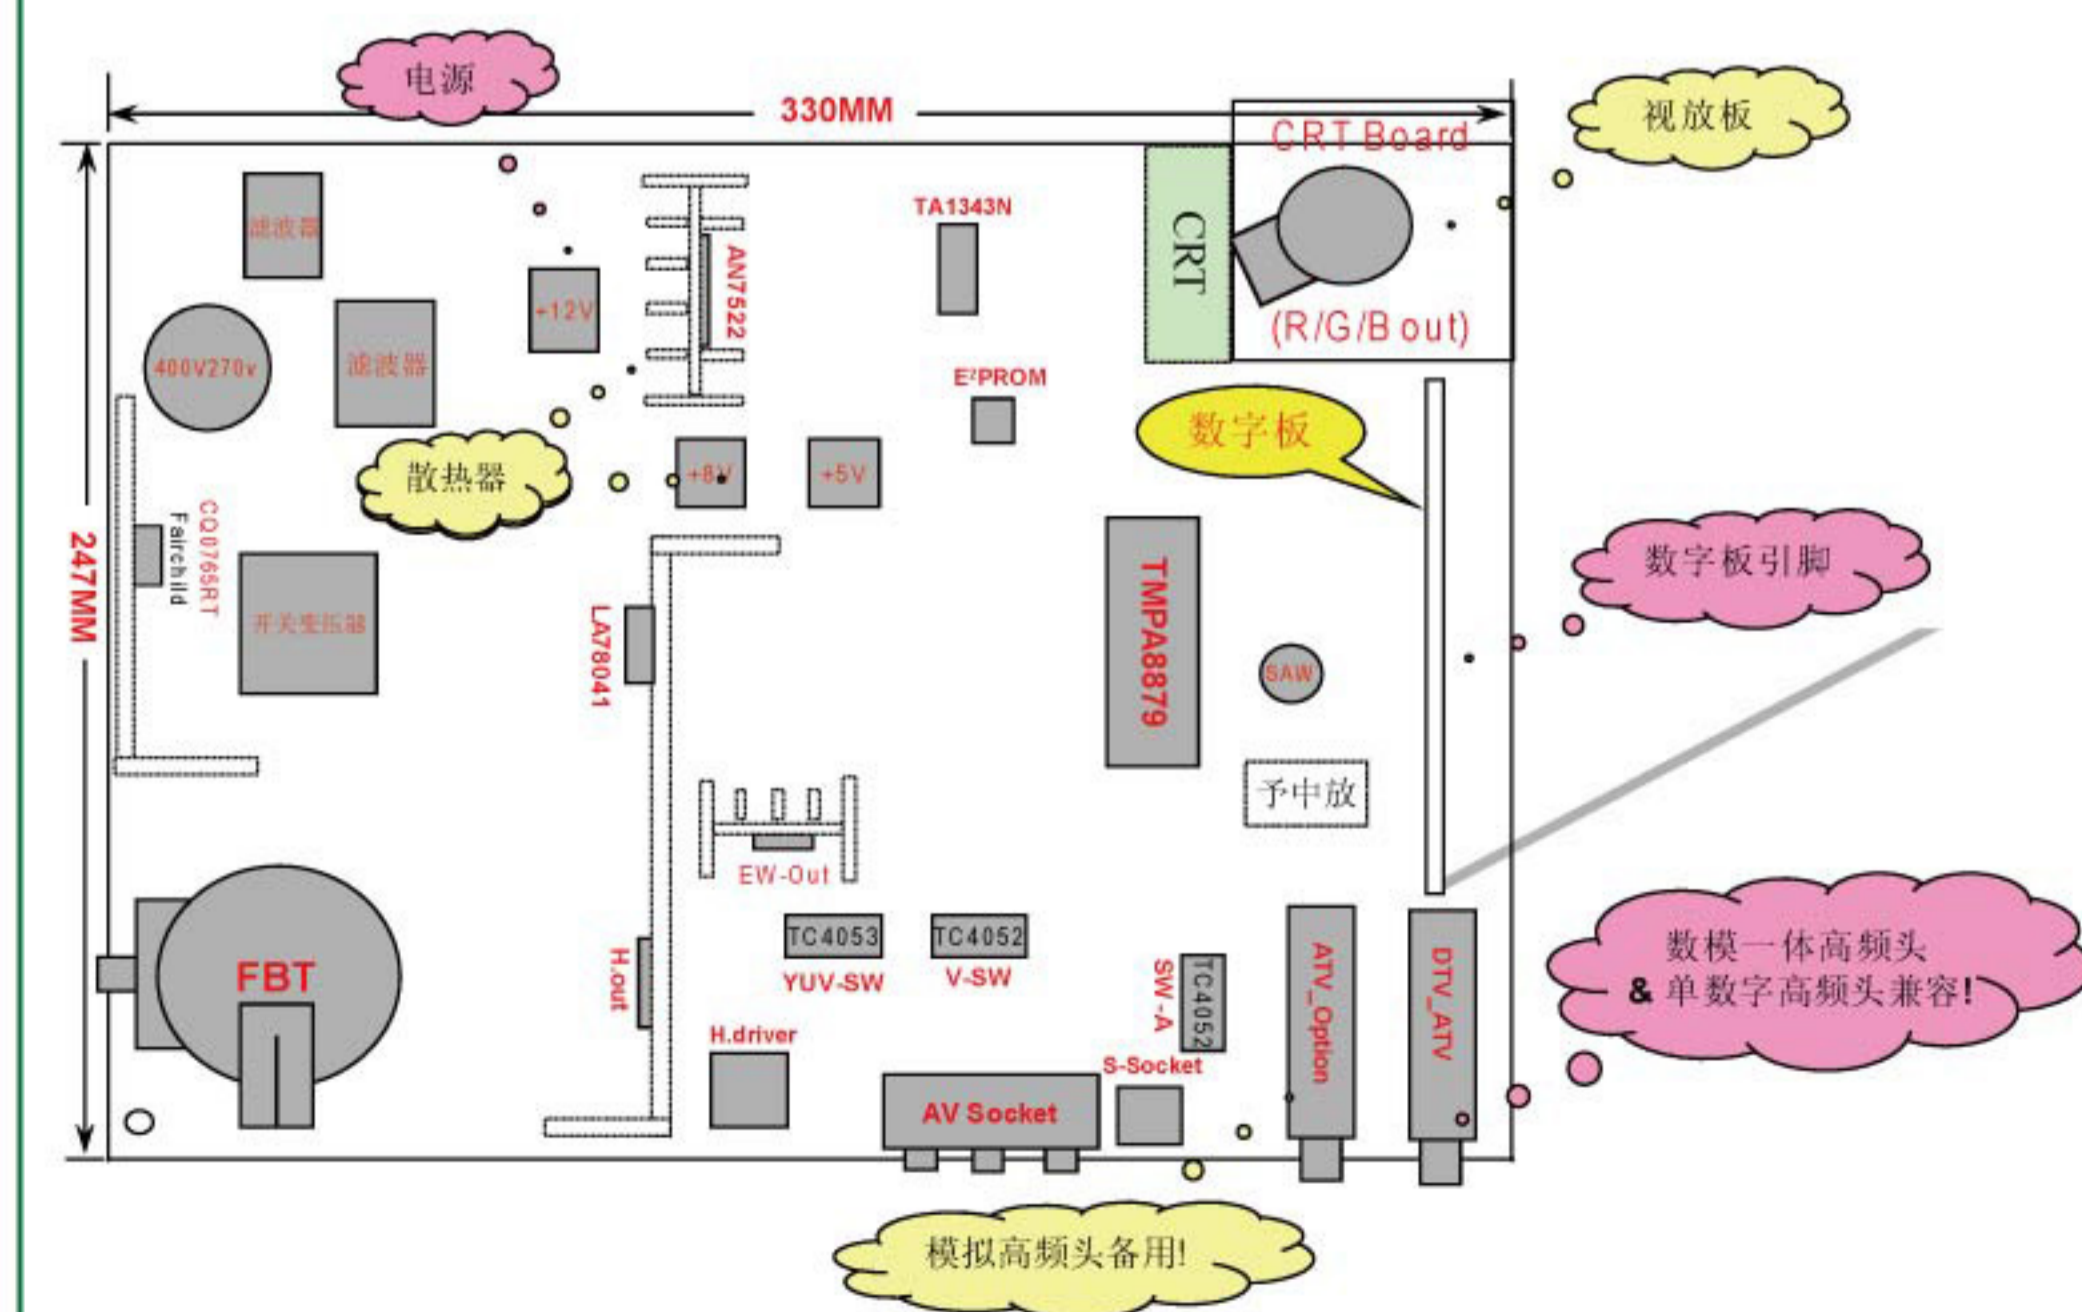 电源
330MM
视放板
CRT Board
CRT
(R/G/B out)
滤波器
TA1343N
AN7522
+12V
400V270v
滤波器
E²PROM
数字板
散热器
+8V
+5V
247MM
CQ0765RT
Fairchild
开关变压器
LA78041
TMPA8879
SAW
数字板引脚
予中放
EW-Out
TC4053
YUV-SW
TC4052
V-SW
SW-A
TC4052
ATV_Option
DTV_ATV
数模一体高频头
& 单数字高频头兼容!
FBT
H.out
H.driver
AV Socket
S-Socket
模拟高频头备用!